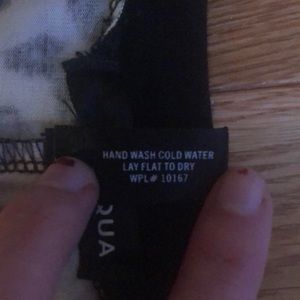 HAND WASH COLD WATER
LAY FLAT TO DRY
WPL# 10167
QUA